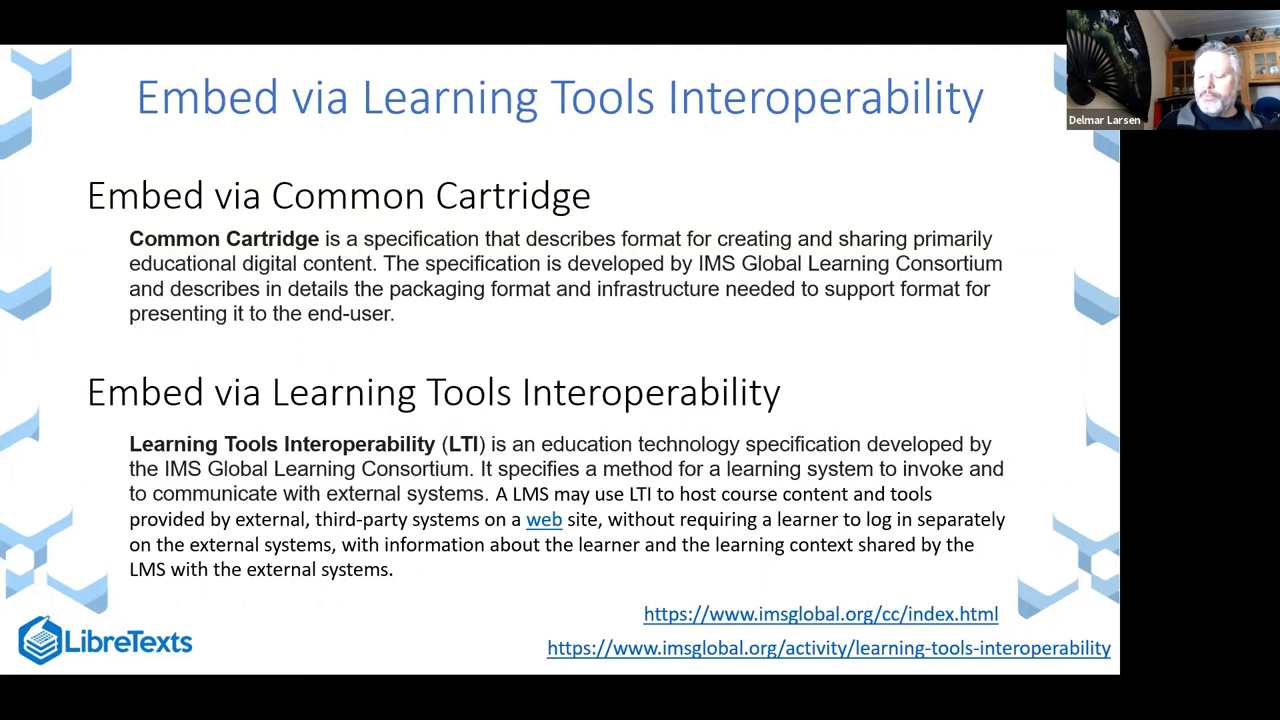 Embed via Learning Tools Interoperability
Delmar Larsen
Embed via Common Cartridge
Common Cartridge is a specification that describes format for creating and sharing primarily
educational digital content. The specification is developed by IMS Global Learning Consortium
and describes in details the packaging format and infrastructure needed to support format for
presenting it to the end-user.
Embed via Learning Tools Interoperability
Learning Tools Interoperability (LTI) is an education technology specification developed by
the IMS Global Learning Consortium. It specifies a method for a learning system to invoke and
to communicate with external systems. A LMS may use LTI to host course content and tools
provided by external, third-party systems on a web site, without requiring a learner to log in separately
on the external systems, with information about the learner and the learning context shared by the
LMS with the external systems.
https://www.imsglobal.org/cc/index.html
LibreTexts
https://www.imsglobal.org/activity/learning-tools-interoperability